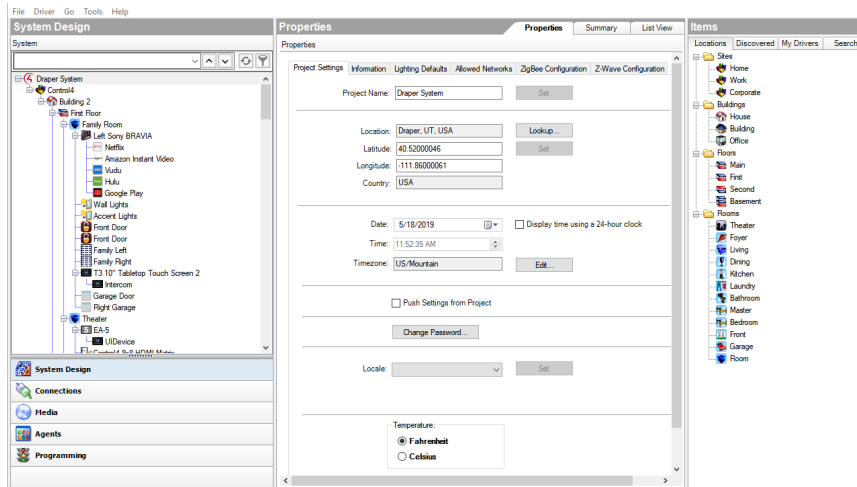 File Driver Go Tools Help
System Design
System
Draper System
Control4
Building 2
First Floor
Family Room
Left Sony BRAVIA
Netflix
Amazon Instant Video
Vudu
Hulu
Google Play
Wall Lights
Accent Lights
Front Door
Front Door
Family Left
Family Right
T3 10" Tabletop Touch Screen 2
Intercom
Garage Door
Right Garage
Theater
EA-5
UIDevice
Control4 8x8 HDMI Matrix
System Design
Connections
Media
Agents
Programming
Properties
Properties Summary List View
Properties
Project Settings Information Lighting Defaults Allowed Networks ZigBee Configuration Z-Wave Configuration
Project Name: Draper System Set
Location: Draper, UT, USA Lookup...
Latitude: 40.52000046 Set
Longitude: -111.86000061
Country: USA
Date: 5/18/2019 Display time using a 24-hour clock
Time: 11:52:35 AM
Timezone: US/Mountain Edit...
Push Settings from Project
Change Password...
Locale: Set
Temperature:
Fahrenheit
Celsius
Items
Locations Discovered My Drivers Search
Sites
Home
Work
Corporate
Buildings
House
Building
Office
Floors
Main
First
Second
Basement
Rooms
Theater
Foyer
Living
Dining
Kitchen
Laundry
Bathroom
Master
Bedroom
Front
Garage
Room